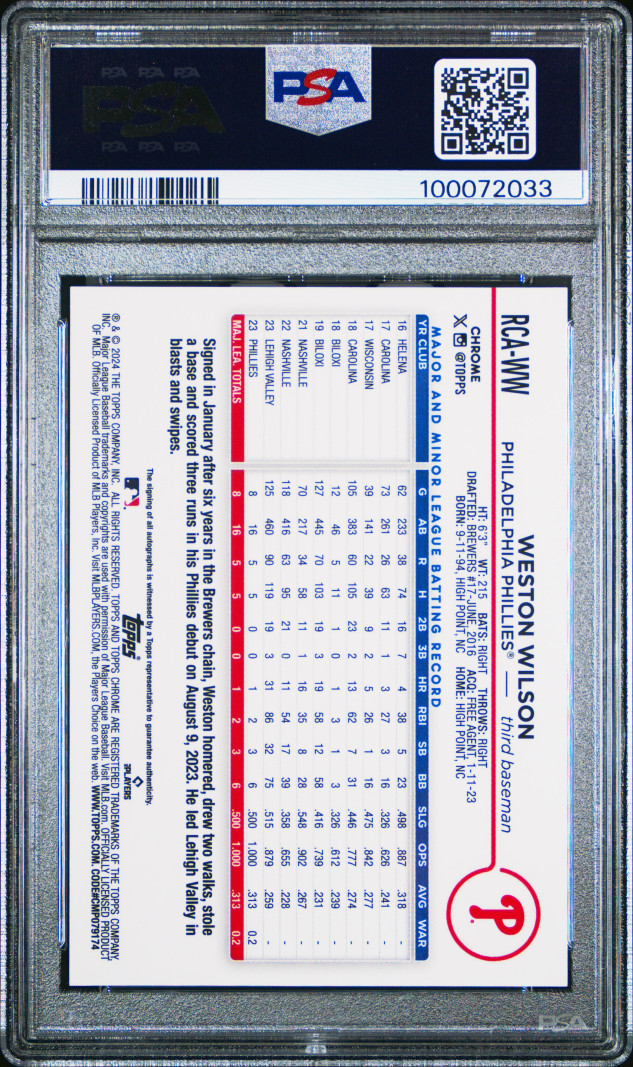 PSA PSA PSA
PSA
PSA PSA PSA
PSA
100072033
RCA-WW
WESTON WILSON
PHILADELPHIA PHILLIES® — third baseman
CHROME
@TOPPS
HT: 6'3" WT: 215 BATS: RIGHT THROWS: RIGHT
DRAFTED: BREWERS #17-JUNE, 2016 ACQ: FREE AGENT, 1-11-23
BORN: 9-11-94, HIGH POINT, NC HOME: HIGH POINT, NC
MAJOR AND MINOR LEAGUE BATTING RECORD
YR CLUB G AB R H 2B 3B HR RBI SB BB SLG OPS AVG WAR
16 HELENA 62 233 38 74 16 7 4 38 5 23 .498 .887 .318 -
17 CAROLINA 73 261 26 63 11 1 3 27 3 16 .326 .626 .241 -
17 WISCONSIN 39 141 22 39 9 2 5 26 1 16 .475 .842 .277 -
18 CAROLINA 105 383 60 105 23 2 13 62 7 31 .446 .777 .274 -
18 BILOXI 12 46 5 11 1 0 1 3 1 3 .326 .612 .239 -
19 BILOXI 127 445 70 103 19 3 19 58 12 58 .416 .739 .231 -
21 NASHVILLE 70 217 34 58 11 1 16 35 8 28 .548 .902 .267 -
22 NASHVILLE 118 416 63 95 21 0 11 54 17 39 .358 .655 .228 -
23 LEHIGH VALLEY 125 460 90 119 19 3 31 86 32 75 .515 .879 .259 -
23 PHILLIES 8 16 5 5 0 0 1 2 3 6 .500 1.000 .313 0.2
MAJ. LEA. TOTALS 8 16 5 5 0 0 1 2 3 6 .500 1.000 .313 0.2
Signed in January after six years in the Brewers chain, Weston homered, drew two walks, stole
a base and scored three runs in his Phillies debut on August 9, 2023. He led Lehigh Valley in
blasts and swipes.
The signing of all autographs is witnessed by a Topps representative to guarantee authenticity.
TOPPS
PLAYERS
® & © 2024 THE TOPPS COMPANY, INC. ALL RIGHTS RESERVED. TOPPS AND TOPPS CHROME ARE REGISTERED TRADEMARKS OF THE TOPPS COMPANY,
INC. Major League Baseball trademarks and copyrights are used with permission of Major League Baseball. Visit MLB.com. OFFICIALLY LICENSED PRODUCT
OF MLB. Officially Licensed Product of MLB Players, Inc. Visit MLBPLAYERS.COM, the Players Choice on the web. WWW.TOPPS.COM. CODE#CMP079174
PSA